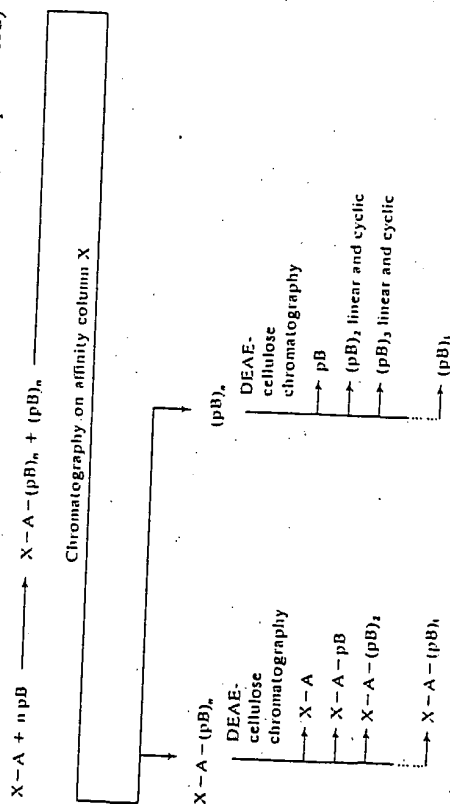 X–A + n pB ⟶ X–A–(pB)ₙ + (pB)ₙ
Chromatography on affinity column X
X–A–(pB)ₙ
DEAE-
cellulose
chromatography
X–A
X–A–pB
X–A–(pB)₂
X–A–(pB)ᵢ
(pB)ₙ
DEAE-
cellulose
chromatography
pB
(pB)₂ linear and cyclic
(pB)₃ linear and cyclic
(pB)ᵢ